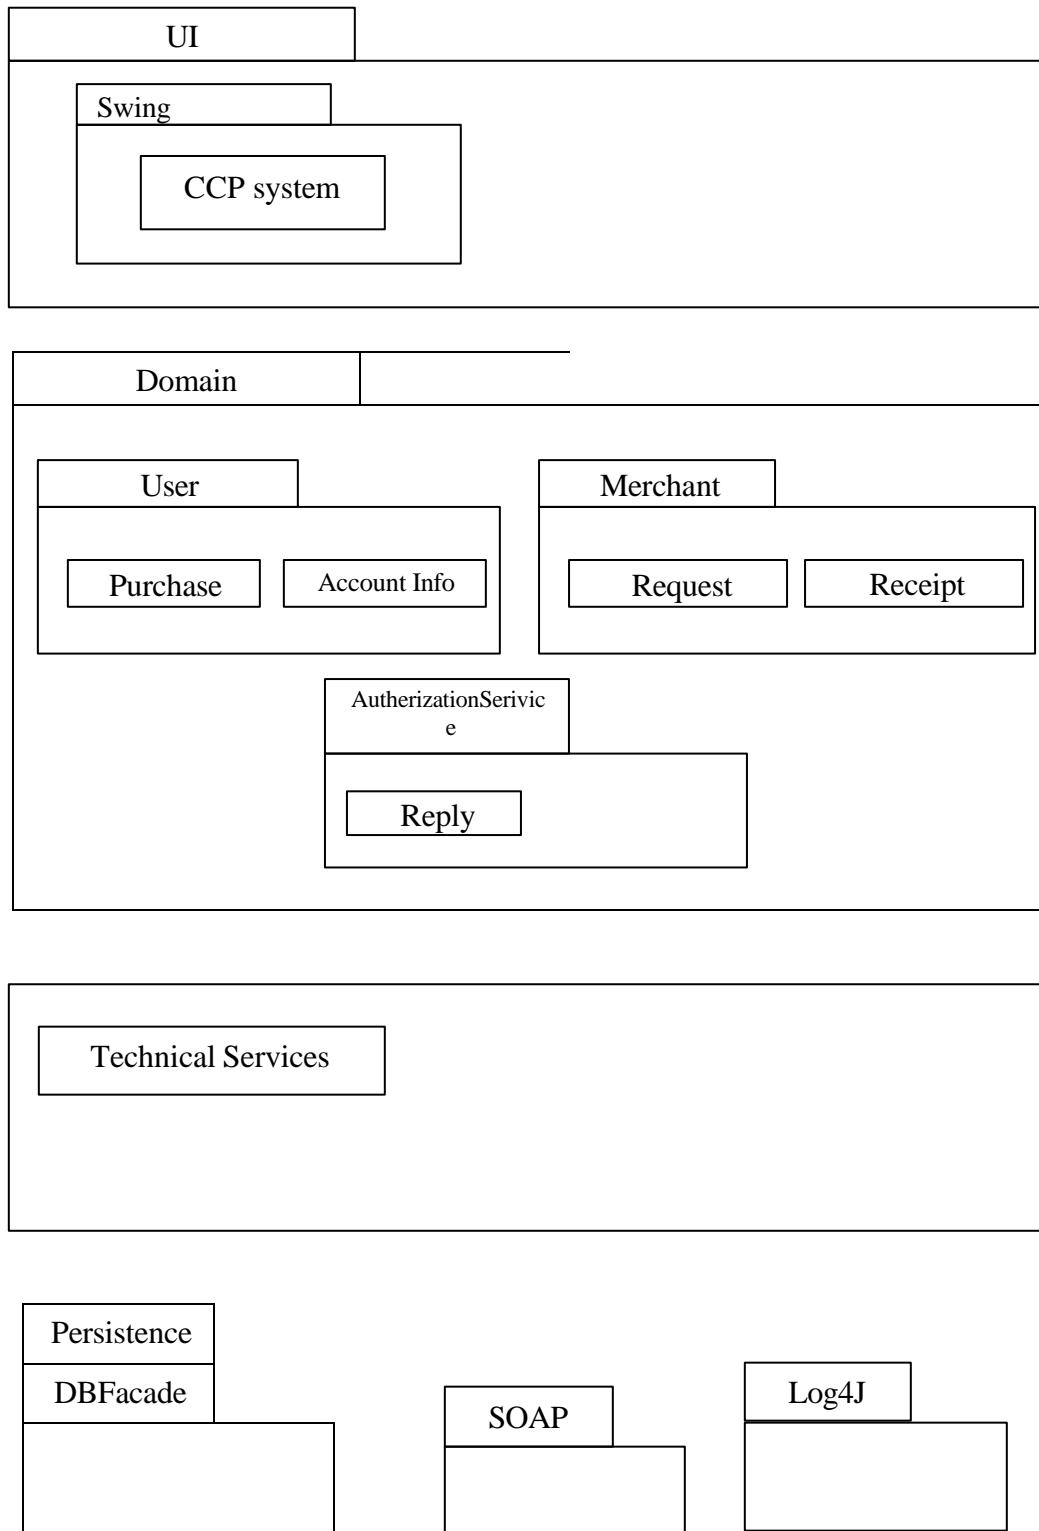 UI
Swing
CCP system
Domain
User
Merchant
Purchase
Account Info
Request
Receipt
AutherizationSerivic
e
Reply
Technical Services
Persistence
DBFacade
SOAP
Log4J